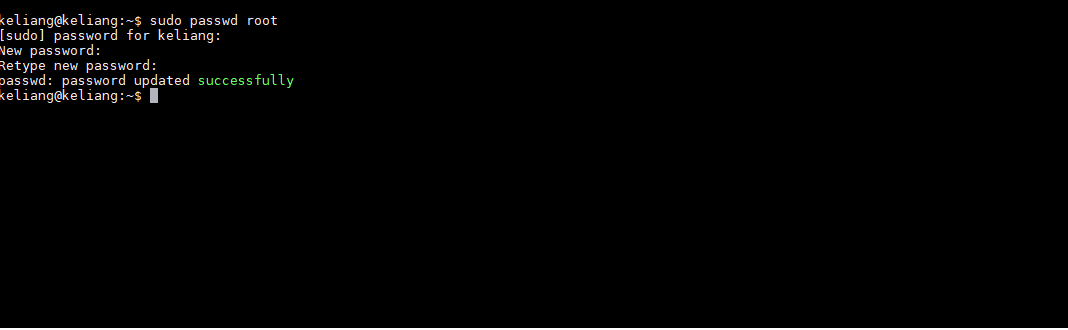 keliang@keliang:~$ sudo passwd root
[sudo] password for keliang:
New password:
Retype new password:
passwd: password updated successfully
keliang@keliang:~$